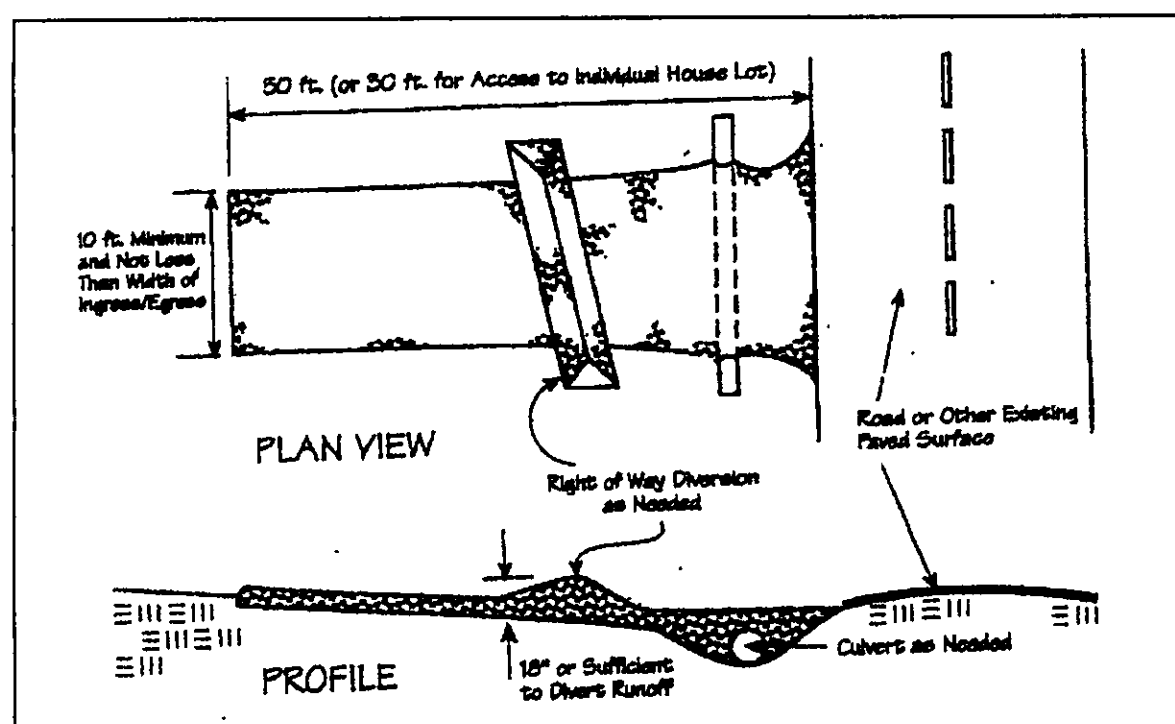 50 ft. (or 30 ft. for Access to Individual House Lot)
10 ft. Minimum
and Not Less
Than Width of
Ingress/Egress
PLAN VIEW
Right of Way Diversion
as Needed
Road or Other Existing
Paved Surface
18" or Sufficient
to Divert Runoff
Culvert as Needed
PROFILE